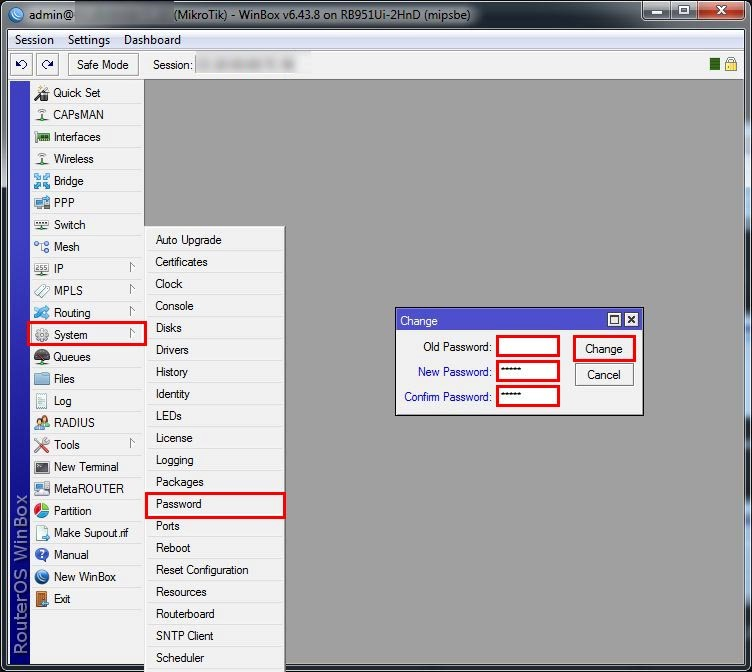 admin@ (MikroTik) - WinBox v6.43.8 on RB951Ui-2HnD (mipsbe)
Session Settings Dashboard
Safe Mode Session:
Quick Set
CAPsMAN
Interfaces
Wireless
Bridge
PPP
Switch
Mesh
IP
MPLS
Routing
System
Queues
Files
Log
RADIUS
Tools
New Terminal
MetaROUTER
Partition
Make Supout.rif
Manual
New WinBox
Exit
RouterOS WinBox
Auto Upgrade
Certificates
Clock
Console
Disks
Drivers
History
Identity
LEDs
License
Logging
Packages
Password
Ports
Reboot
Reset Configuration
Resources
Routerboard
SNTP Client
Scheduler
Change
Old Password: Change
New Password: ***** Cancel
Confirm Password: *****